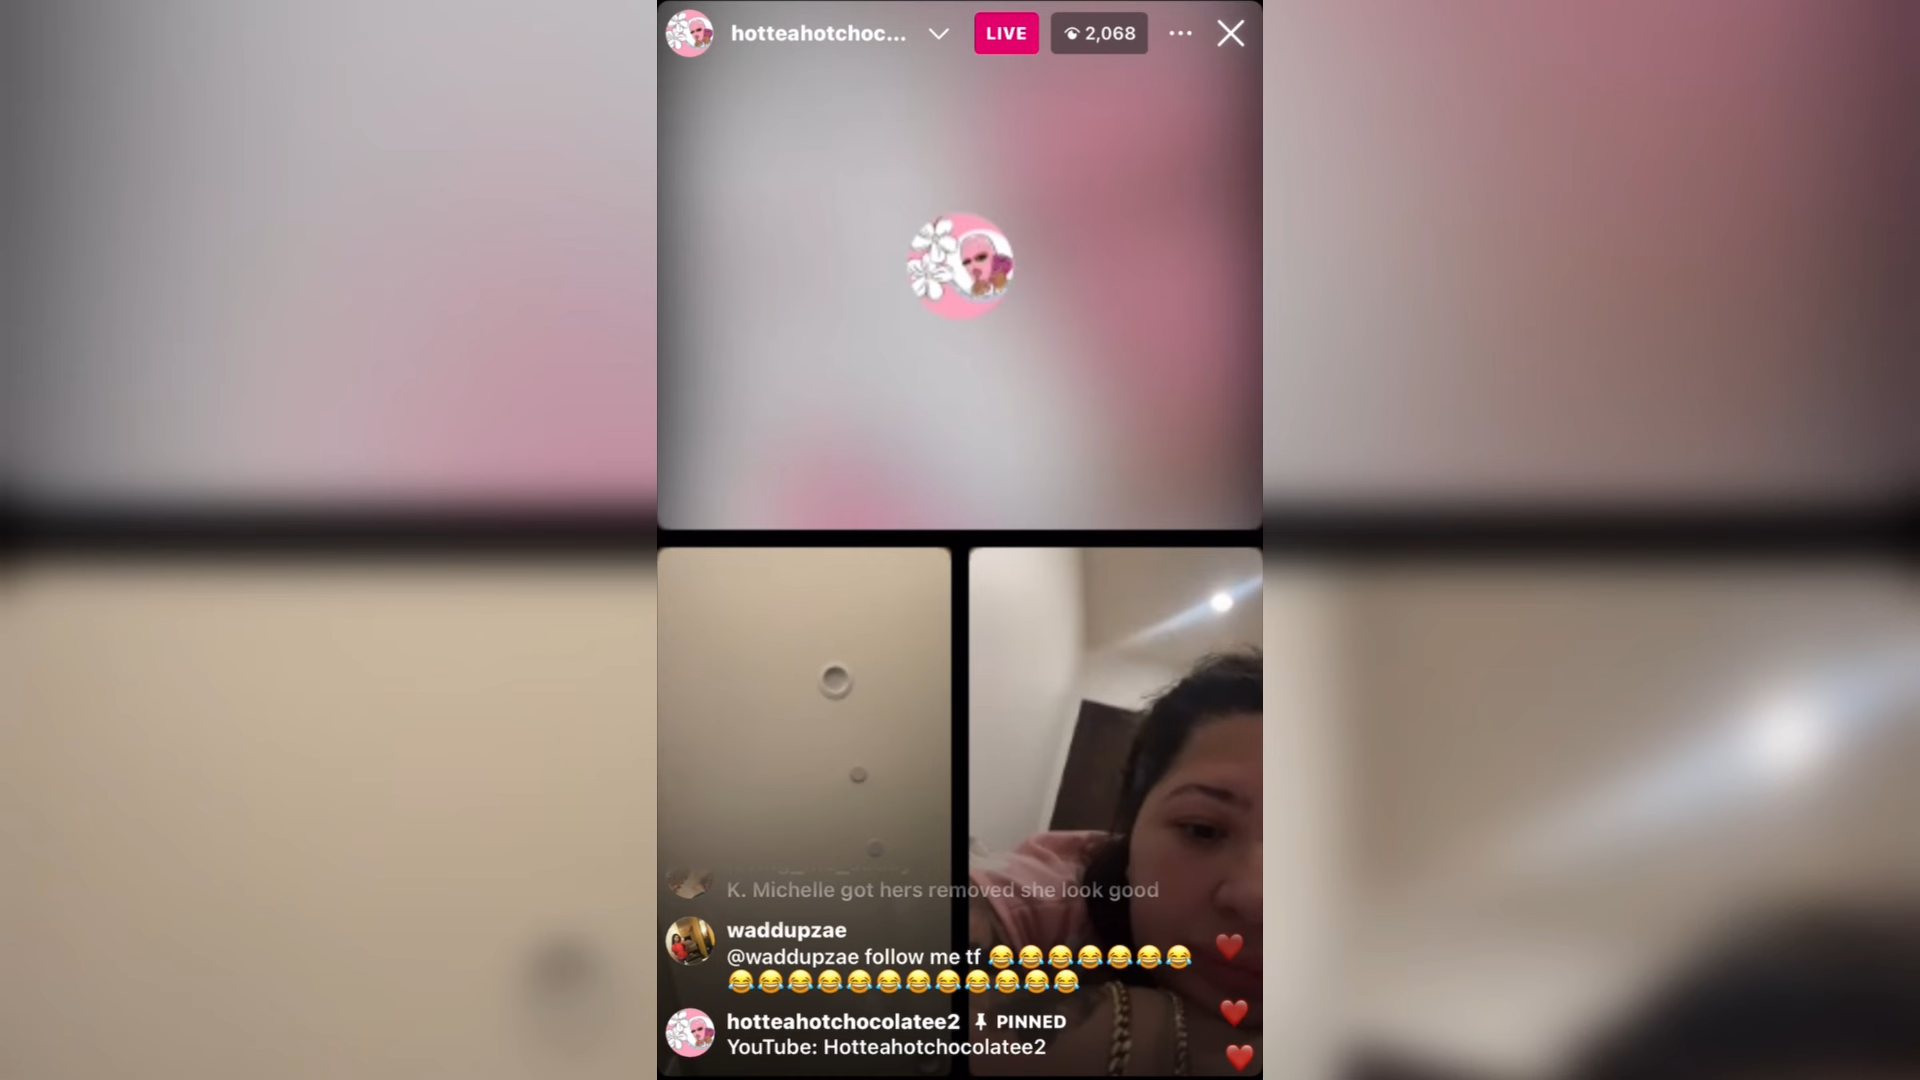 hotteahotchoc...
LIVE
2,068
K. Michelle got hers removed she look good
waddupzae
@waddupzae follow me tf 😂😂😂😂😂😂😂
😂😂😂😂😂😂😂😂😂😂😂😂
hotteahotchocolatee2 PINNED
YouTube: Hotteahotchocolatee2